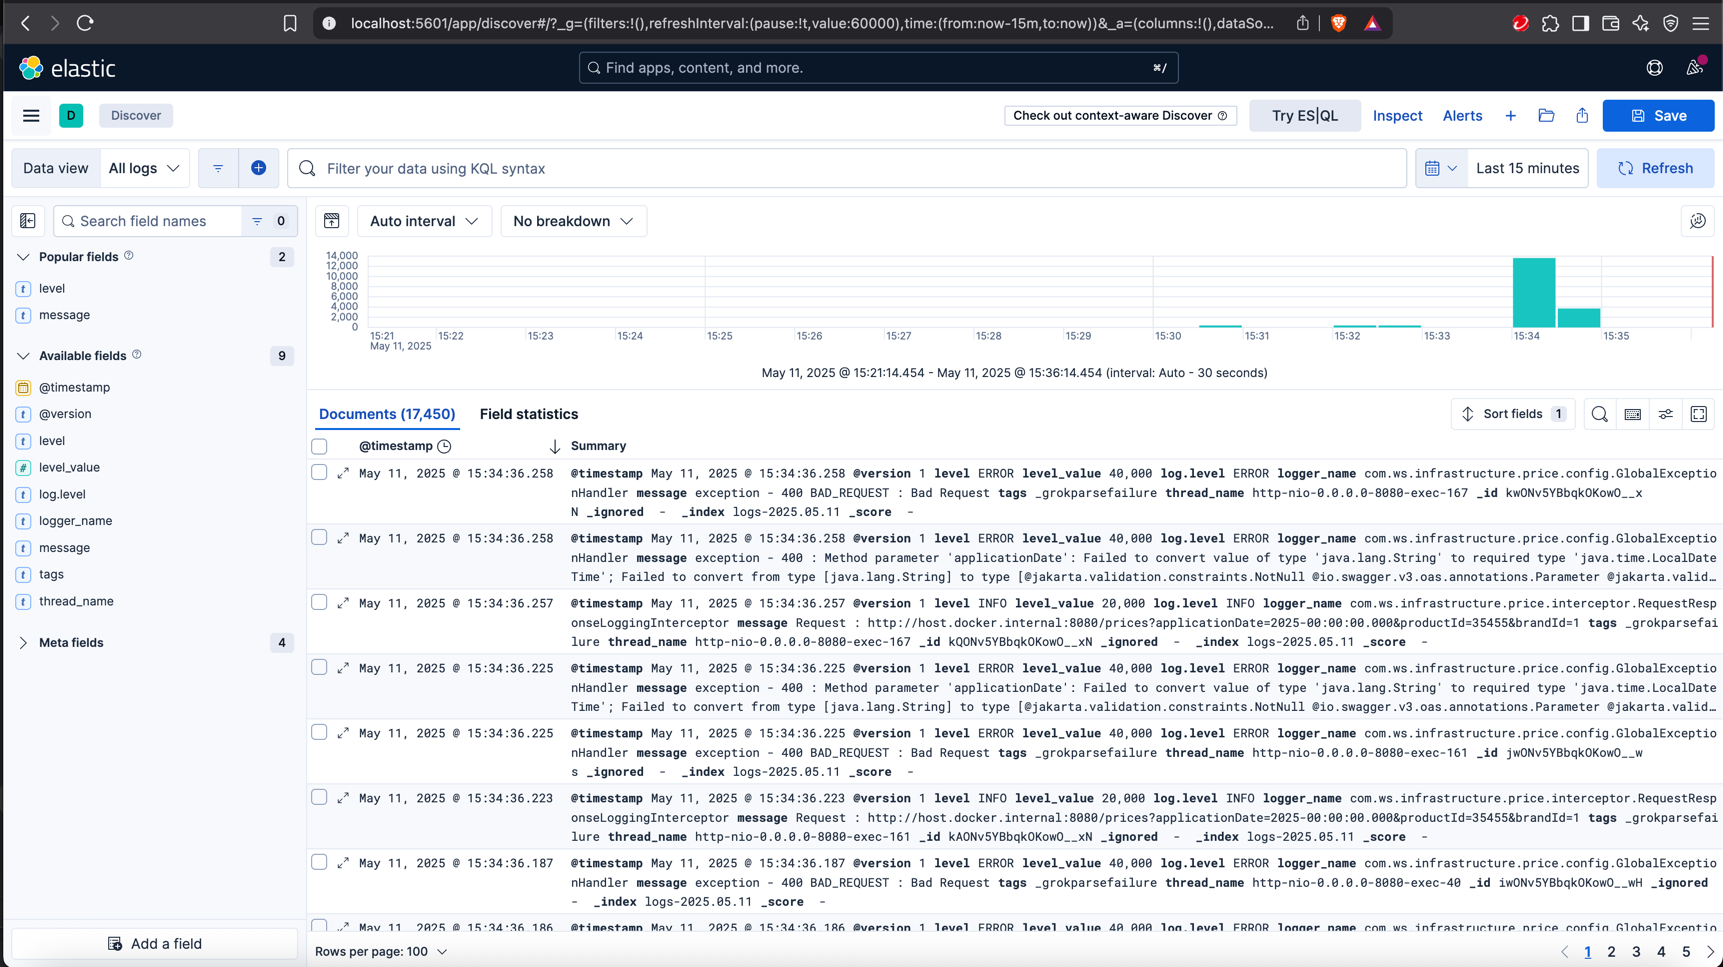 localhost:5601/app/discover#/?_g=(filters:!(),refreshInterval:(pause:!t,value:60000),time:(from:now-15m,to:now))&_a=(columns:!(),dataSo...
elastic
Find apps, content, and more.
⌘/
D
Discover
Check out context-aware Discover
Try ES|QL
Inspect
Alerts
Save
Data view
All logs
Filter your data using KQL syntax
Last 15 minutes
Refresh
Search field names
0
Auto interval
No breakdown
Popular fields
2
level
message
Available fields
9
@timestamp
@version
level
level_value
log.level
logger_name
message
tags
thread_name
Meta fields
4
Add a field
14,000
12,000
10,000
8,000
6,000
4,000
2,000
0
15:21 15:22 15:23 15:24 15:25 15:26 15:27 15:28 15:29 15:30 15:31 15:32 15:33 15:34 15:35
May 11, 2025
May 11, 2025 @ 15:21:14.454 - May 11, 2025 @ 15:36:14.454 (interval: Auto - 30 seconds)
Documents (17,450)
Field statistics
Sort fields 1
@timestamp
Summary
May 11, 2025 @ 15:34:36.258 @timestamp May 11, 2025 @ 15:34:36.258 @version 1 level ERROR level_value 40,000 log.level ERROR logger_name com.ws.infrastructure.price.config.GlobalExceptio
nHandler message exception - 400 BAD_REQUEST : Bad Request tags _grokparsefailure thread_name http-nio-0.0.0.0-8080-exec-167 _id kwONv5YBbqkOKowO__x
N _ignored - _index logs-2025.05.11 _score -
May 11, 2025 @ 15:34:36.258 @timestamp May 11, 2025 @ 15:34:36.258 @version 1 level ERROR level_value 40,000 log.level ERROR logger_name com.ws.infrastructure.price.config.GlobalExceptio
nHandler message exception - 400 : Method parameter 'applicationDate': Failed to convert value of type 'java.lang.String' to required type 'java.time.LocalDate
Time'; Failed to convert from type [java.lang.String] to type [@jakarta.validation.constraints.NotNull @io.swagger.v3.oas.annotations.Parameter @jakarta.valid…
May 11, 2025 @ 15:34:36.257 @timestamp May 11, 2025 @ 15:34:36.257 @version 1 level INFO level_value 20,000 log.level INFO logger_name com.ws.infrastructure.price.interceptor.RequestResp
onseLoggingInterceptor message Request : http://host.docker.internal:8080/prices?applicationDate=2025-00:00:00.000&productId=35455&brandId=1 tags _grokparsefai
lure thread_name http-nio-0.0.0.0-8080-exec-167 _id kQONv5YBbqkOKowO__xN _ignored - _index logs-2025.05.11 _score -
May 11, 2025 @ 15:34:36.225 @timestamp May 11, 2025 @ 15:34:36.225 @version 1 level ERROR level_value 40,000 log.level ERROR logger_name com.ws.infrastructure.price.config.GlobalExceptio
nHandler message exception - 400 : Method parameter 'applicationDate': Failed to convert value of type 'java.lang.String' to required type 'java.time.LocalDate
Time'; Failed to convert from type [java.lang.String] to type [@jakarta.validation.constraints.NotNull @io.swagger.v3.oas.annotations.Parameter @jakarta.valid…
May 11, 2025 @ 15:34:36.225 @timestamp May 11, 2025 @ 15:34:36.225 @version 1 level ERROR level_value 40,000 log.level ERROR logger_name com.ws.infrastructure.price.config.GlobalExceptio
nHandler message exception - 400 BAD_REQUEST : Bad Request tags _grokparsefailure thread_name http-nio-0.0.0.0-8080-exec-161 _id jwONv5YBbqkOKowO__w
s _ignored - _index logs-2025.05.11 _score -
May 11, 2025 @ 15:34:36.223 @timestamp May 11, 2025 @ 15:34:36.223 @version 1 level INFO level_value 20,000 log.level INFO logger_name com.ws.infrastructure.price.interceptor.RequestResp
onseLoggingInterceptor message Request : http://host.docker.internal:8080/prices?applicationDate=2025-00:00:00.000&productId=35455&brandId=1 tags _grokparsefai
lure thread_name http-nio-0.0.0.0-8080-exec-161 _id kAONv5YBbqkOKowO__xN _ignored - _index logs-2025.05.11 _score -
May 11, 2025 @ 15:34:36.187 @timestamp May 11, 2025 @ 15:34:36.187 @version 1 level ERROR level_value 40,000 log.level ERROR logger_name com.ws.infrastructure.price.config.GlobalExceptio
nHandler message exception - 400 BAD_REQUEST : Bad Request tags _grokparsefailure thread_name http-nio-0.0.0.0-8080-exec-40 _id iwONv5YBbqkOKowO__wH _ignored
- _index logs-2025.05.11 _score -
May 11, 2025 @ 15:34:36.186 @timestamp May 11, 2025 @ 15:34:36.186 @version 1 level ERROR level_value 40,000 log.level ERROR logger_name com.ws.infrastructure.price.config.GlobalExceptio
Rows per page: 100
1 2 3 4 5